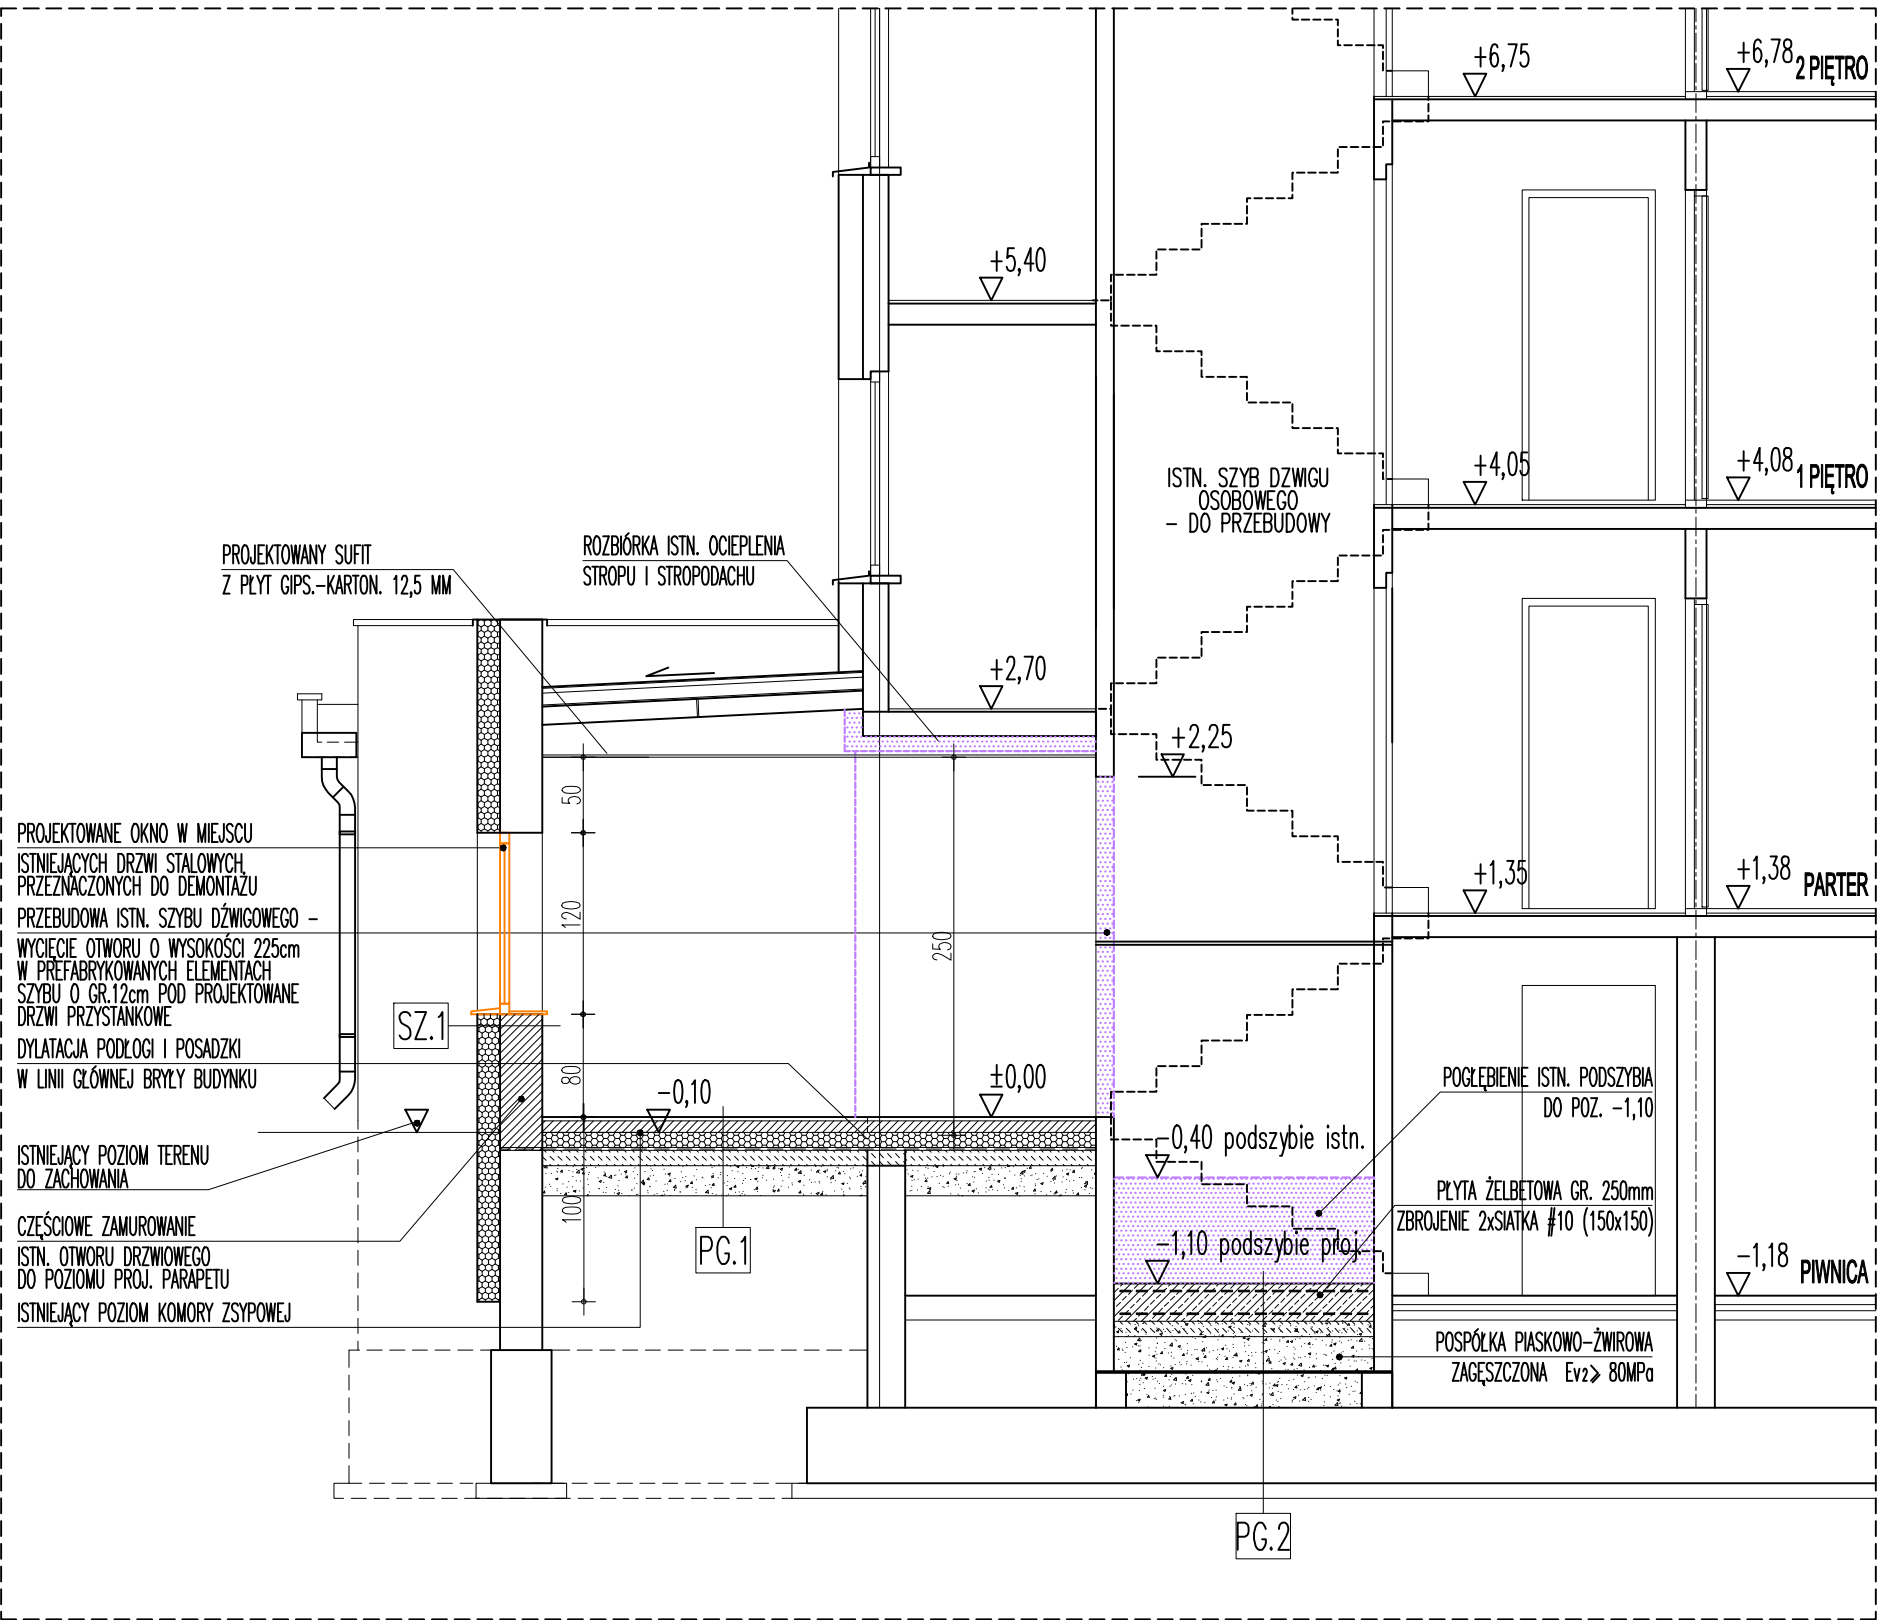 +6,75
+6,78
2 PIĘTRO
+5,40
+4,05
+4,08
1 PIĘTRO
ISTN. SZYB DZWIGU
OSOBOWEGO
- DO PRZEBUDOWY
PROJEKTOWANY SUFIT
Z PŁYT GIPS.-KARTON. 12,5 MM
ROZBIÓRKA ISTN. OCIEPLENIA
STROPU I STROPODACHU
+2,70
+2,25
50
120
80
100
250
PROJEKTOWANE OKNO W MIEJSCU
ISTNIEJĄCYCH DRZWI STALOWYCH,
PRZEZNACZONYCH DO DEMONTAŻU
PRZEBUDOWA ISTN. SZYBU DŹWIGOWEGO -
WYCIĘCIE OTWORU O WYSOKOŚCI 225cm
W PREFABRYKOWANYCH ELEMENTACH
SZYBU O GR.12cm POD PROJEKTOWANE
DRZWI PRZYSTANKOWE
DYLATACJA PODŁOGI I POSADZKI
W LINII GŁÓWNEJ BRYŁY BUDYNKU
ISTNIEJĄCY POZIOM TERENU
DO ZACHOWANIA
CZĘŚCIOWE ZAMUROWANIE
ISTN. OTWORU DRZWIOWEGO
DO POZIOMU PROJ. PARAPETU
ISTNIEJĄCY POZIOM KOMORY ZSYPOWEJ
SZ.1
-0,10
±0,00
PG.1
+1,35
+1,38
PARTER
-0,40 podszybie istn.
-1,10 podszybie proj.
POGŁĘBIENIE ISTN. PODSZYBIA
DO POZ. -1,10
PŁYTA ŻELBETOWA GR. 250mm
ZBROJENIE 2xSIATKA #10 (150x150)
-1,18
PIWNICA
POSPÓŁKA PIASKOWO-ŻWIROWA
ZAGĘSZCZONA Ev2≥ 80MPa
PG.2